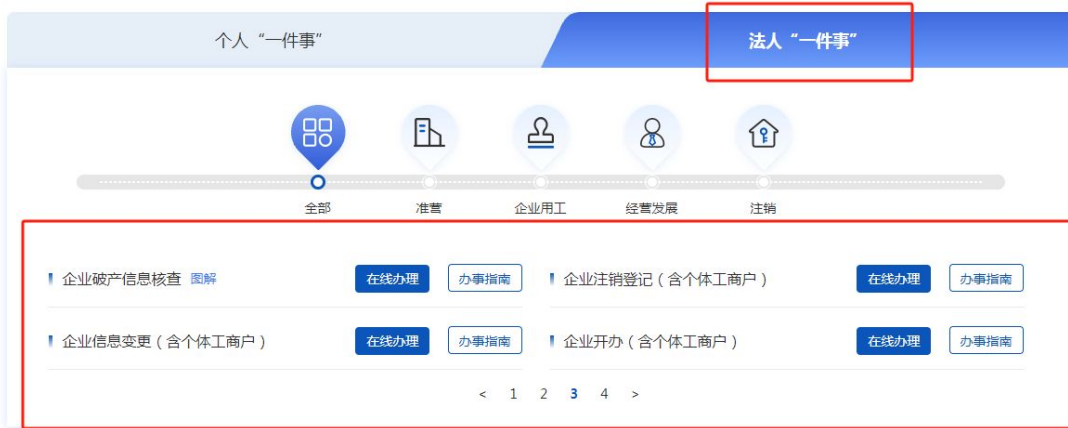 个人“一件事” 法人“一件事”
全部 准营 企业用工 经营发展 注销
企业破产信息核查 图解 在线办理 办事指南 企业注销登记（含个体工商户） 在线办理 办事指南
企业信息变更（含个体工商户） 在线办理 办事指南 企业开办（含个体工商户） 在线办理 办事指南
< 1 2 3 4 >